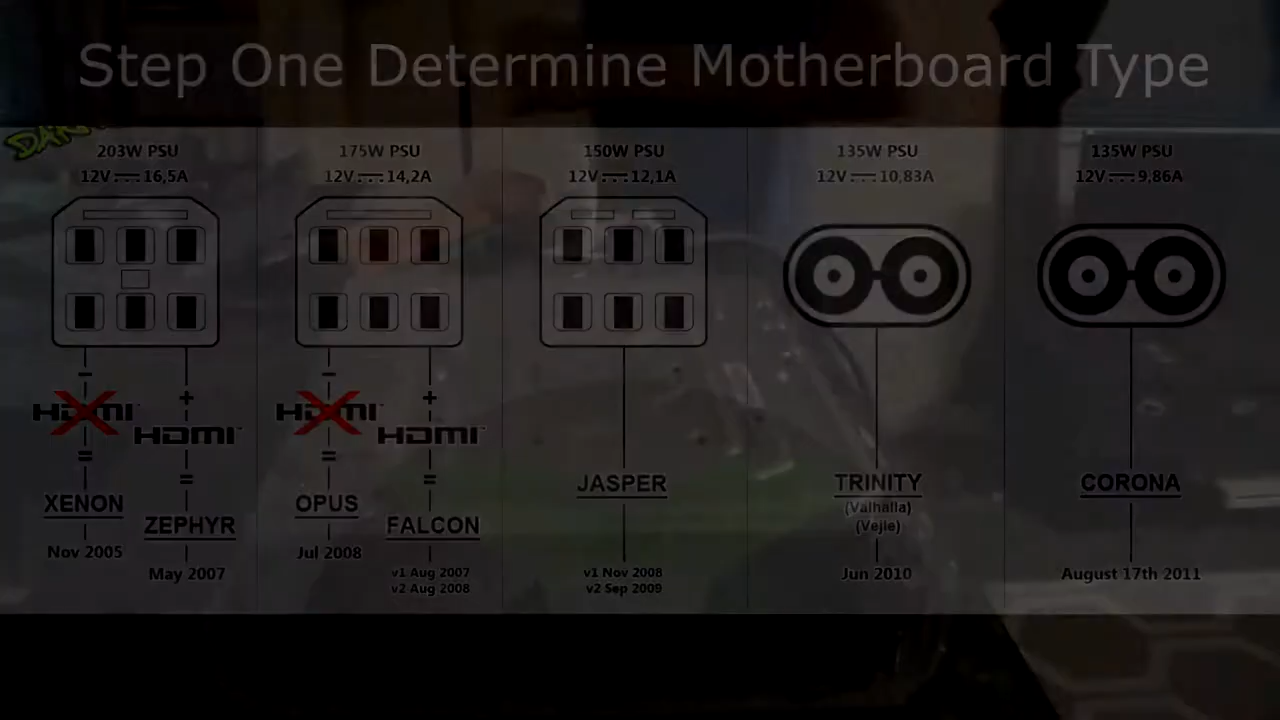 Step One Determine Motherboard Type
203W PSU
12V 16,5A
HDMI
HDMI
XENON
Nov 2005
ZEPHYR
May 2007
175W PSU
12V 14,2A
HDMI
HDMI
OPUS
Jul 2008
FALCON
v1 Aug 2007
v2 Aug 2008
150W PSU
12V 12,1A
JASPER
v1 Nov 2008
v2 Sep 2009
135W PSU
12V 10,83A
TRINITY
(Valhalla)
(Vejle)
Jun 2010
135W PSU
12V 9,86A
CORONA
August 17th 2011